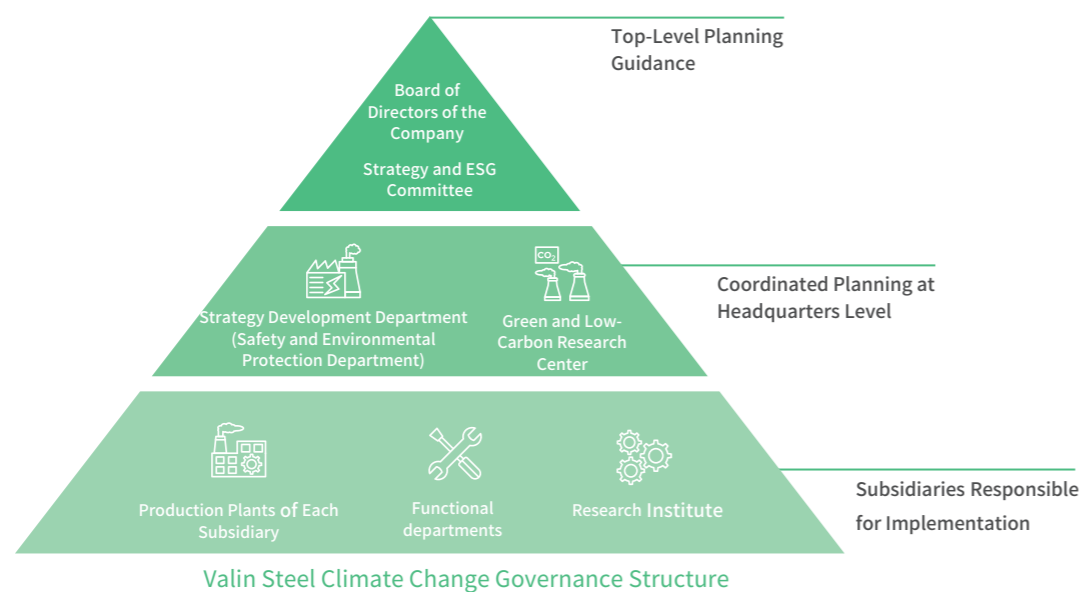 Top-Level Planning
Guidance
Board of
Directors of the
Company
Strategy and ESG
Committee
CO2
Coordinated Planning at
Headquarters Level
Strategy Development Department
(Safety and Environmental
Protection Department)
Green and Low-
Carbon Research
Center
Subsidiaries Responsible
for Implementation
Production Plants of Each
Subsidiary
Functional
departments
Research Institute
Valin Steel Climate Change Governance Structure